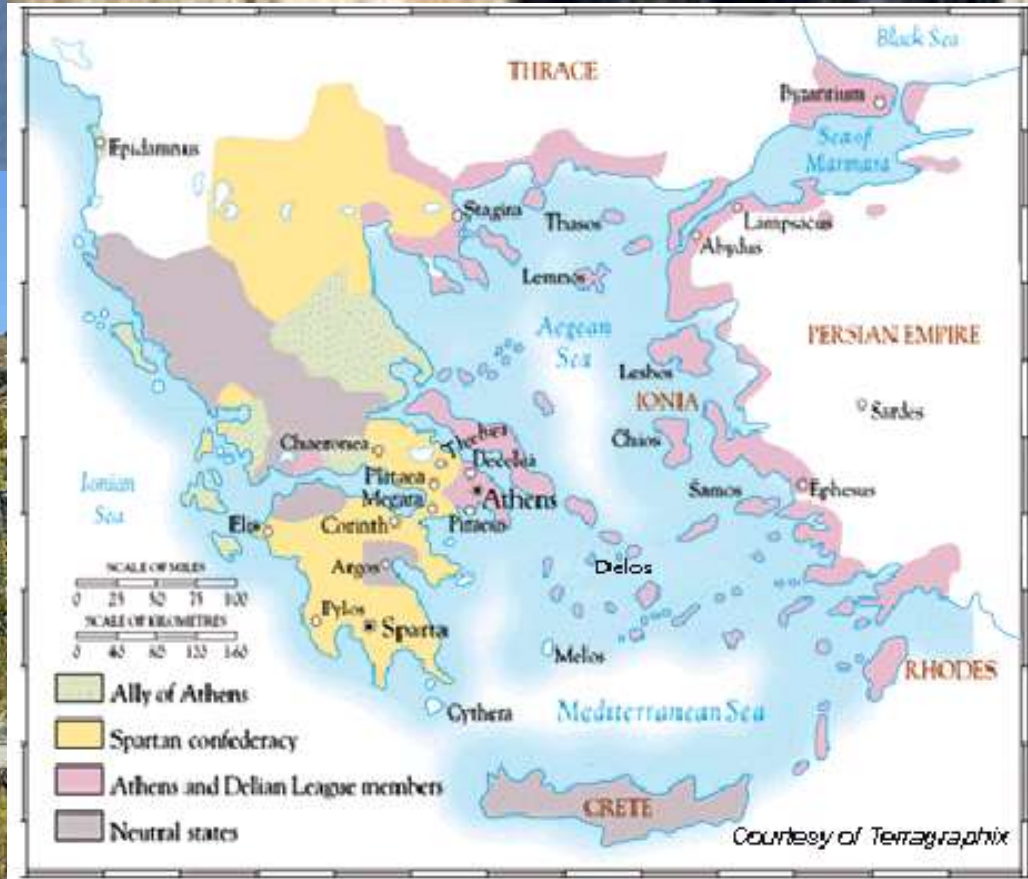 Black Sea
THRACE
Byzantium
Sea of
Marmara
Epidamnus
Stagira
Thasos
Lampsacus
Abydus
Lemnos
Aegean
Sea
PERSIAN EMPIRE
Lesbos
IONIA
Sardes
Chaeronea
Thebes
Chios
Decelea
Ionian
Sea
Plataea
Athens
Samos
Ephesus
Megara
Elis
Corinth
Piraeus
SCALE OF MILES
0 25 50 75 100
Argos
Delos
SCALE OF KILOMETRES
0 40 80 120 160
Pylos
Sparta
Melos
RHODES
Ally of Athens
Cythera
Mediterranean Sea
Spartan confederacy
Athens and Delian League members
CRETE
Neutral states
Courtesy of Terragraphix